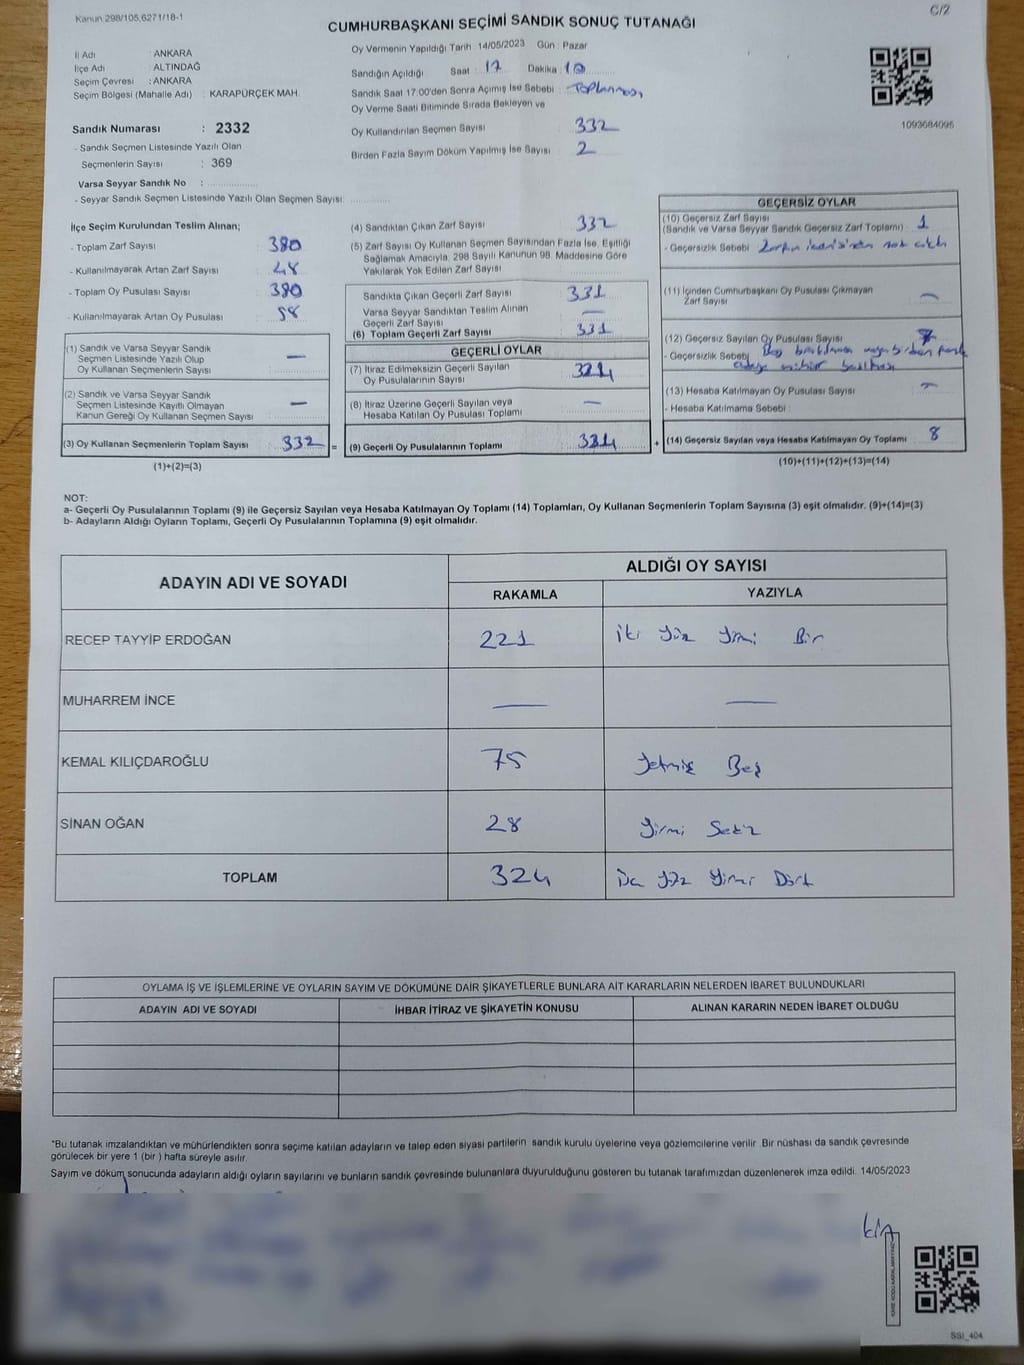 Kanun 298/105,6271/18-1
C/2
CUMHURBAŞKANI SEÇİMİ SANDIK SONUÇ TUTANAĞI
İl Adı : ANKARA
İlçe Adı : ALTINDAĞ
Seçim Çevresi : ANKARA
Seçim Bölgesi (Mahalle Adı) : KARAPÜRÇEK MAH.
Sandık Numarası : 2332
- Sandık Seçmen Listesinde Yazılı Olan
Seçmenlerin Sayısı : 369
Varsa Seyyar Sandık No :
- Seyyar Sandık Seçmen Listesinde Yazılı Olan Seçmen Sayısı:
Oy Vermenin Yapıldığı Tarih : 14/05/2023 Gün : Pazar
Sandığın Açıldığı Saat : 17 Dakika : 10
Sandık Saat 17:00'den Sonra Açılmış İse Sebebi : Toplanması
Oy Verme Saati Bitiminde Sırada Bekleyen ve
Oy Kullandırılan Seçmen Sayısı 332
Birden Fazla Sayım Döküm Yapılmış İse Sayısı 2
1093684095
İlçe Seçim Kurulundan Teslim Alınan;
- Toplam Zarf Sayısı : 380
- Kullanılmayarak Artan Zarf Sayısı : 48
- Toplam Oy Pusulası Sayısı : 380
- Kullanılmayarak Artan Oy Pusulası : 58
(1) Sandık ve Varsa Seyyar Sandık
Seçmen Listesinde Yazılı Olup
Oy Kullanan Seçmenlerin Sayısı : —
(2) Sandık ve Varsa Seyyar Sandık
Seçmen Listesinde Kayıtlı Olmayan
Kanun Gereği Oy Kullanan Seçmen Sayısı : —
(3) Oy Kullanan Seçmenlerin Toplam Sayısı : 332 =
(1)+(2)=(3)
(4) Sandıktan Çıkan Zarf Sayısı : 332
(5) Zarf Sayısı Oy Kullanan Seçmen Sayısından Fazla İse, Eşitliği
Sağlamak Amacıyla, 298 Sayılı Kanunun 98. Maddesine Göre
Yakılarak Yok Edilen Zarf Sayısı :
Sandıkta Çıkan Geçerli Zarf Sayısı : 331
Varsa Seyyar Sandıktan Teslim Alınan
Geçerli Zarf Sayısı : —
(6) Toplam Geçerli Zarf Sayısı : 331
GEÇERLİ OYLAR
(7) İtiraz Edilmeksizin Geçerli Sayılan
Oy Pusulalarının Sayısı : 324
(8) İtiraz Üzerine Geçerli Sayılan veya
Hesaba Katılan Oy Pusulası Toplamı : —
(9) Geçerli Oy Pusulalarının Toplamı : 324 +
GEÇERSİZ OYLAR
(10) Geçersiz Zarf Sayısı
(Sandık ve Varsa Seyyar Sandık Geçersiz Zarf Toplamı) : 1
- Geçersizlik Sebebi : Zarfın içerisinden not çıktı
(11) İçinden Cumhurbaşkanı Oy Pusulası Çıkmayan
Zarf Sayısı : —
(12) Geçersiz Sayılan Oy Pusulası Sayısı : 7
- Geçersizlik Sebebi : Boş bırakılması veya birden fazla
adaya mühür basılması
(13) Hesaba Katılmayan Oy Pusulası Sayısı : —
- Hesaba Katılmama Sebebi :
(14) Geçersiz Sayılan veya Hesaba Katılmayan Oy Toplamı : 8
(10)+(11)+(12)+(13)=(14)
NOT:
a- Geçerli Oy Pusulalarının Toplamı (9) ile Geçersiz Sayılan veya Hesaba Katılmayan Oy Toplamı (14) Toplamları, Oy Kullanan Seçmenlerin Toplam Sayısına (3) eşit olmalıdır. (9)+(14)=(3)
b- Adayların Aldığı Oyların Toplamı, Geçerli Oy Pusulalarının Toplamına (9) eşit olmalıdır.
ADAYIN ADI VE SOYADI ALDIĞI OY SAYISI
RAKAMLA YAZIYLA
RECEP TAYYİP ERDOĞAN 221 iki Yüz Yirmi Bir
MUHARREM İNCE — —
KEMAL KILIÇDAROĞLU 75 Yetmiş Beş
SİNAN OĞAN 28 Yirmi Sekiz
TOPLAM 324 Üç Yüz Yirmi Dört
OYLAMA İŞ VE İŞLEMLERİNE VE OYLARIN SAYIM VE DÖKÜMÜNE DAİR ŞİKAYETLERLE BUNLARA AİT KARARLARIN NELERDEN İBARET BULUNDUKLARI
ADAYIN ADI VE SOYADI İHBAR İTİRAZ VE ŞİKAYETİN KONUSU ALINAN KARARIN NEDEN İBARET OLDUĞU
*Bu tutanak imzalandıktan ve mühürlendikten sonra seçime katılan adayların ve talep eden siyasi partilerin sandık kurulu üyelerine veya gözlemcilerine verilir. Bir nüshası da sandık çevresinde
görülecek bir yere 1 (bir) hafta süreyle asılır.
Sayım ve döküm sonucunda adayların aldığı oyların sayılarını ve bunların sandık çevresinde bulunanlara duyurulduğunu gösteren bu tutanak tarafımızdan düzenlenerek imza edildi. 14/05/2023
SSI_404